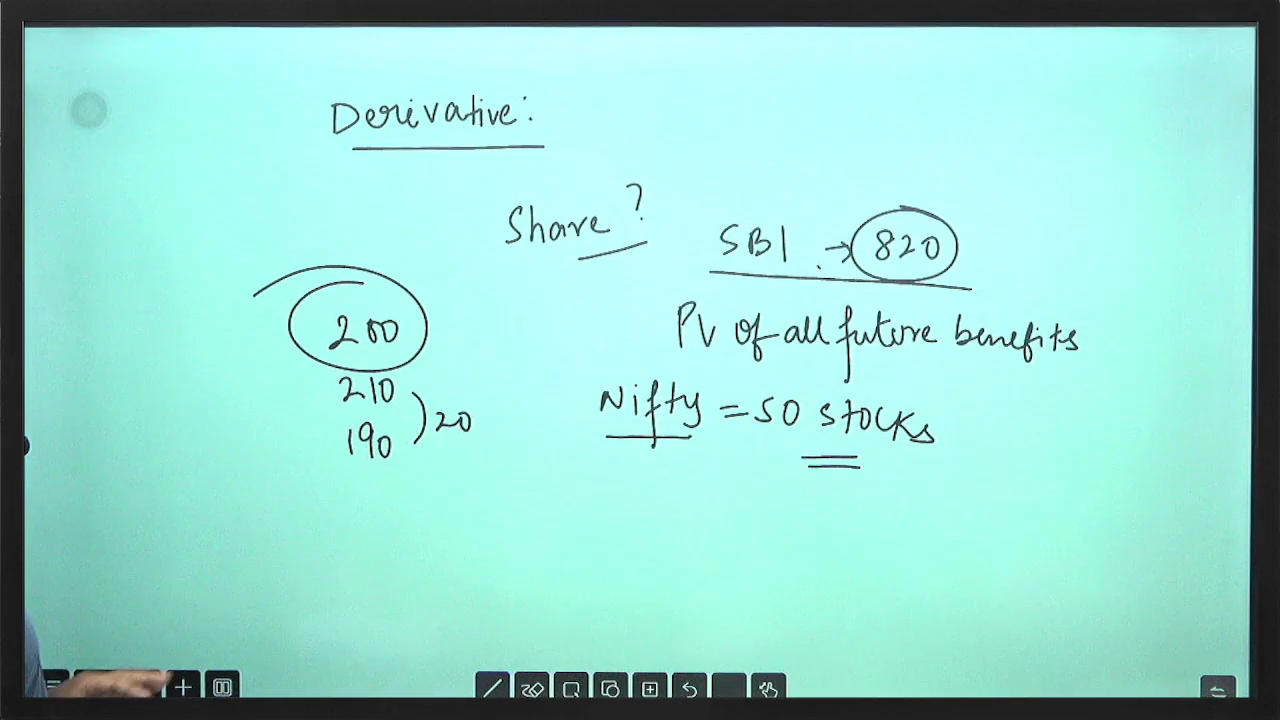 Derivative:
Share?
SBI → 820
PV of all future benefits
Nifty = 50 stocks
200
210
190
) 20